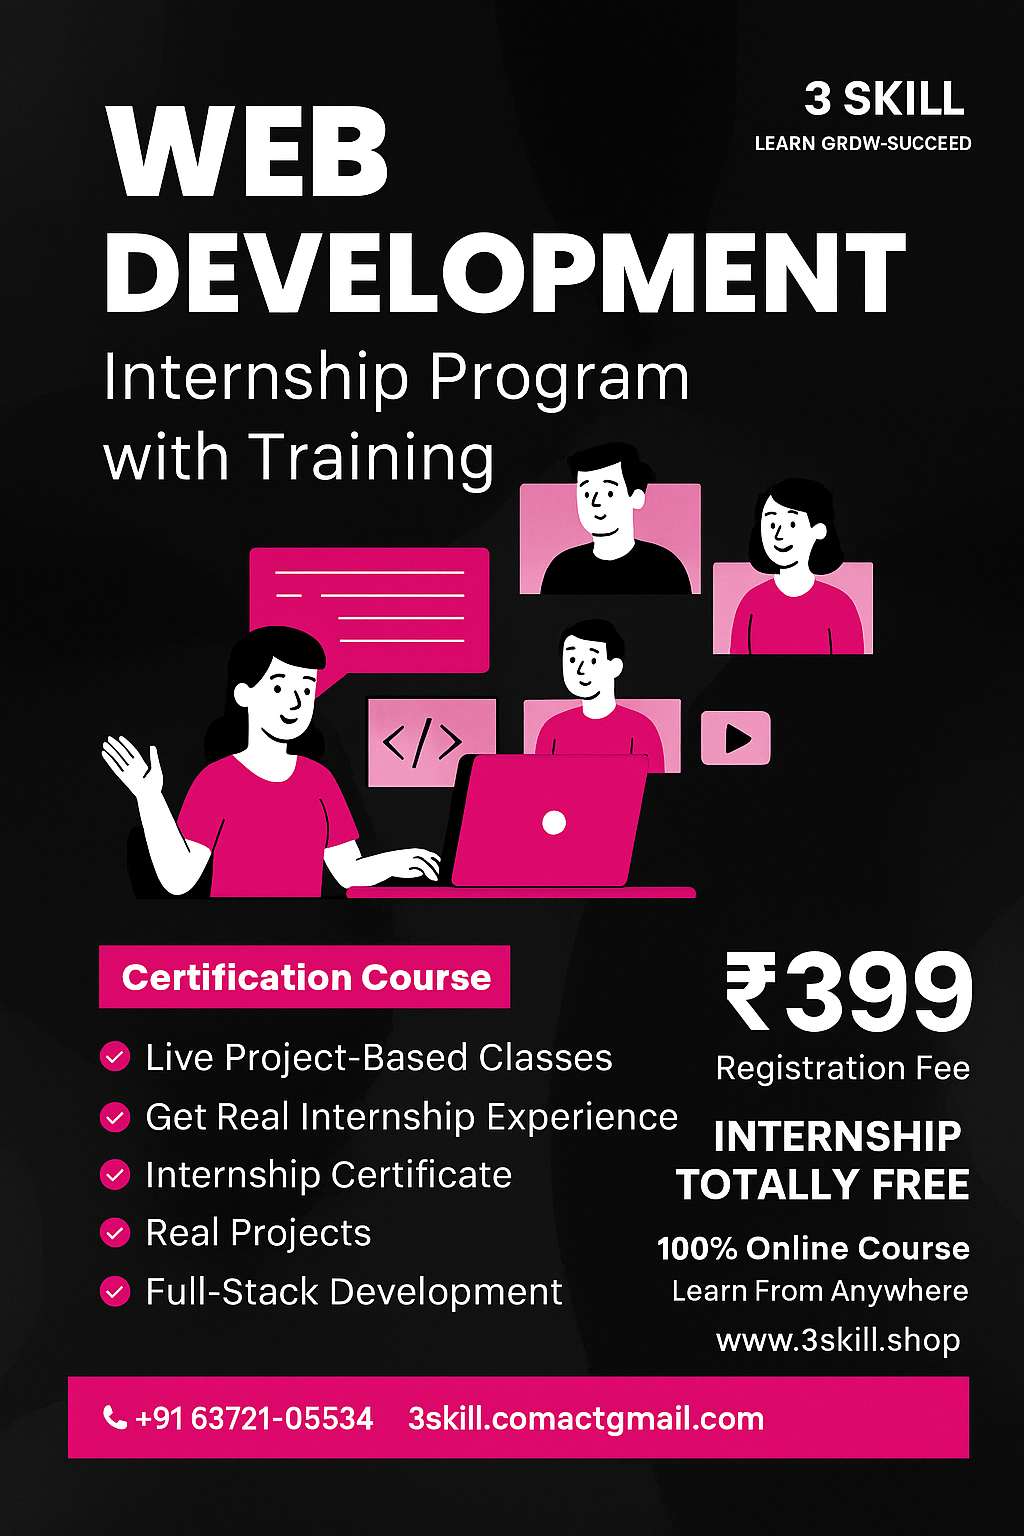 3 SKILL
LEARN GRDW-SUCCEED
WEB
DEVELOPMENT
Internship Program
with Training
</>
Certification Course
Live Project-Based Classes
Get Real Internship Experience
Internship Certificate
Real Projects
Full-Stack Development
₹399
Registration Fee
INTERNSHIP
TOTALLY FREE
100% Online Course
Learn From Anywhere
www.3skill.shop
+91 63721-05534 3skill.comactgmail.com